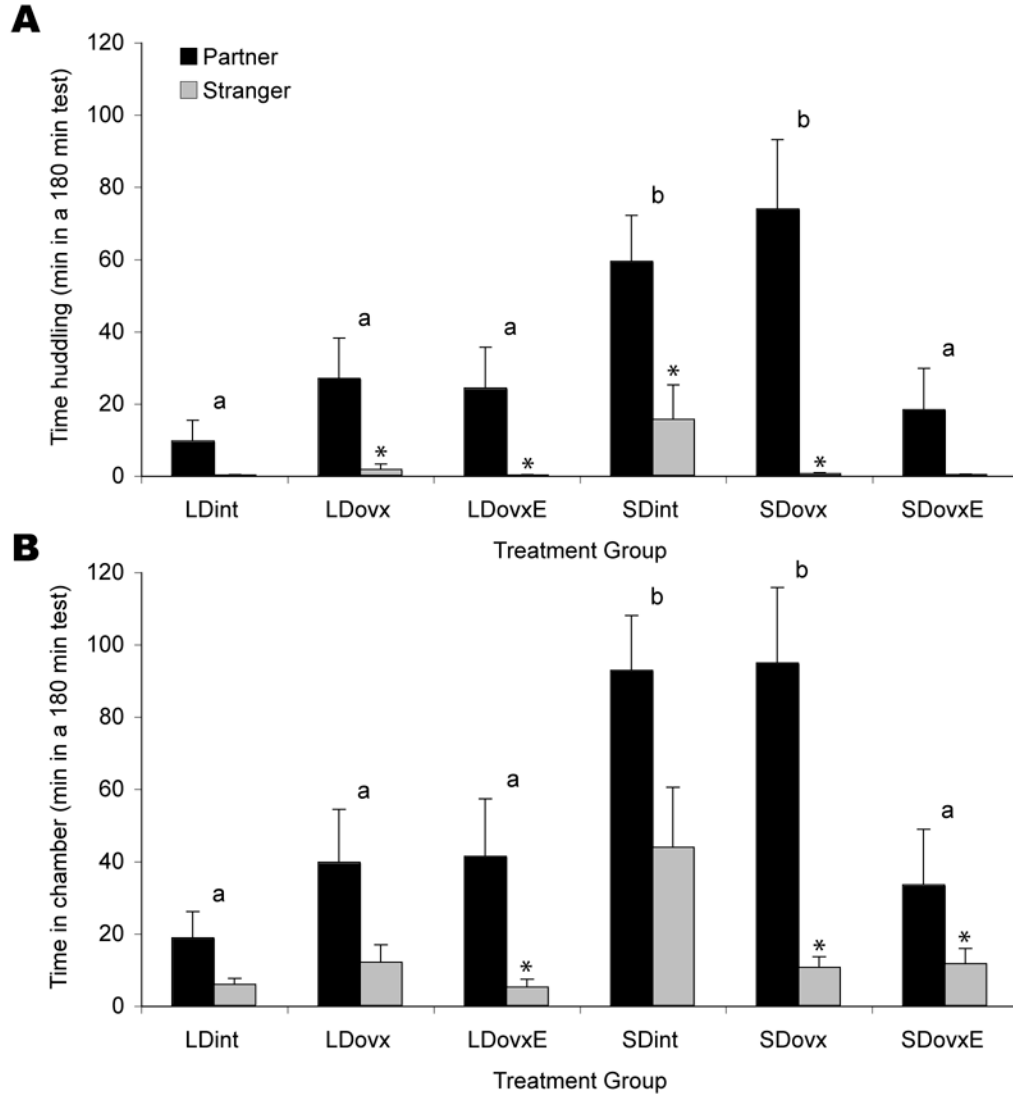 A
Time huddling (min in a 180 min test)
120
100
80
60
40
20
0
Partner
Stranger
a
a
*
a
*
b
*
b
*
a
LDint LDovx LDovxE SDint SDovx SDovxE
Treatment Group
B
Time in chamber (min in a 180 min test)
120
100
80
60
40
20
0
a
a
a
*
b
b
*
a
*
LDint LDovx LDovxE SDint SDovx SDovxE
Treatment Group